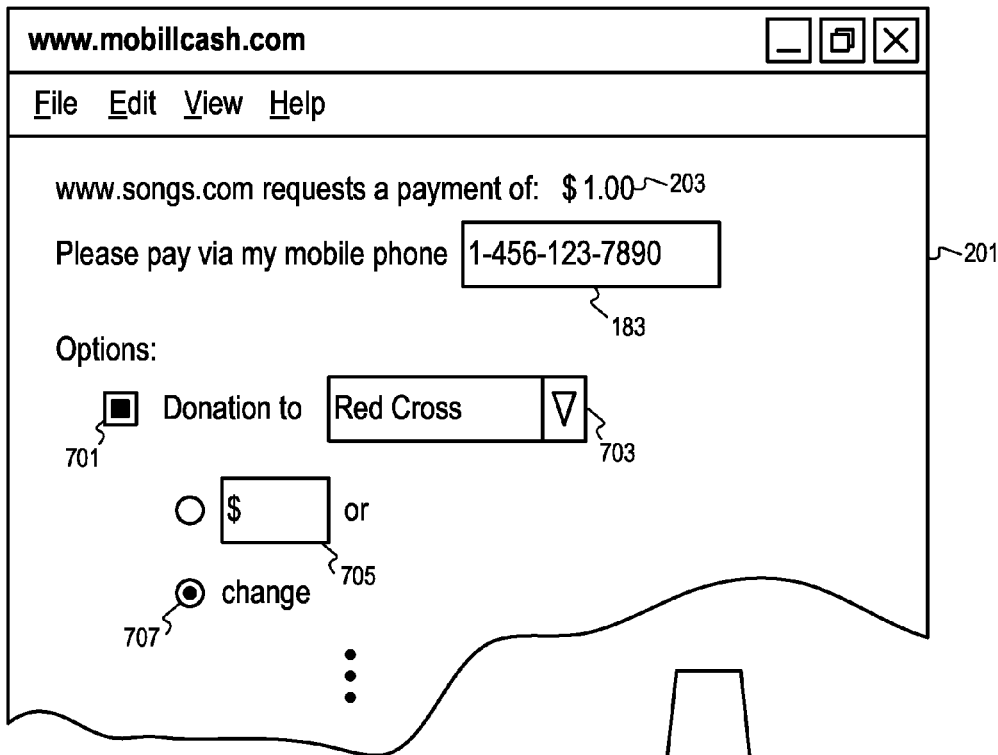 www.mobillcash.com
File Edit View Help
www.songs.com requests a payment of: $ 1.00 203
Please pay via my mobile phone 1-456-123-7890
201
183
Options:
Donation to Red Cross
701
703
$ or
705
change
707